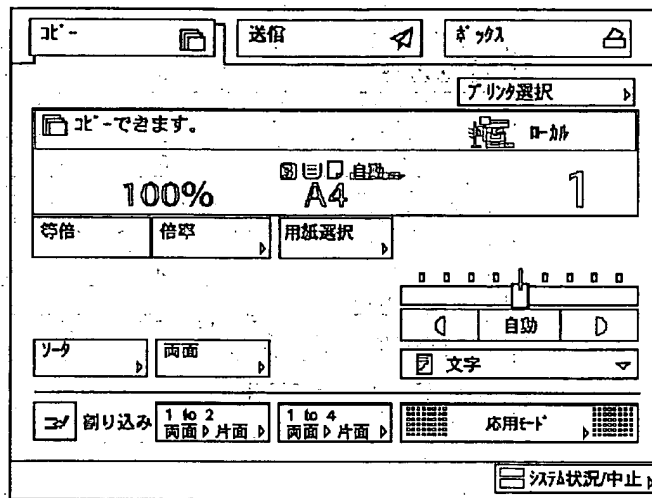 ｺﾋﾟｰ
送信
ﾎﾞｯｸｽ
ﾌﾟﾘﾝﾀ選択
ｺﾋﾟｰできます。
ﾛｰｶﾙ
100%
自動
A4
1
等倍
倍率
用紙選択
自動
ｿｰﾀ
両面
文字
割り込み
1 to 2
両面▷片面
1 to 4
両面▷片面
応用ﾓｰﾄﾞ
ｼｽﾃﾑ状況/中止